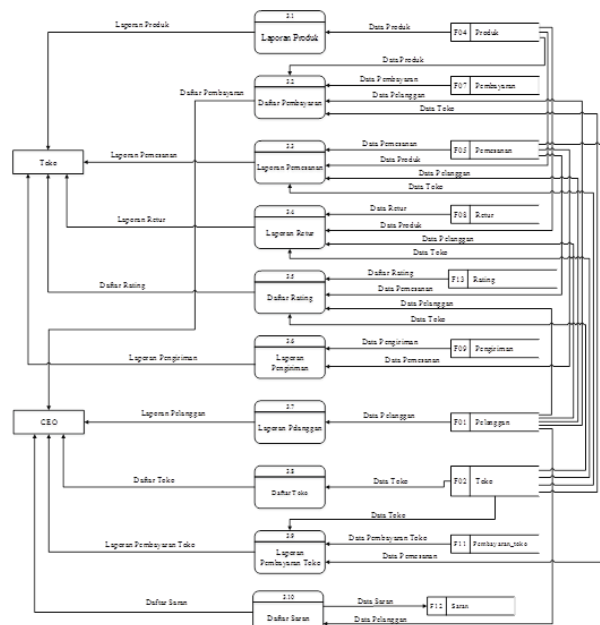 3.1
Laporan Produk
Data Produk
F04 Produk
Laporan Produk
Data Produk
3.2
Daftar Pembayaran
Data Pembayaran
F07 Pembayaran
Data Pelanggan
Data Toko
Daftar Pembayaran
Toko
3.3
Laporan Pemesanan
Data Pemesanan
F05 Pemesanan
Data Produk
Data Pelanggan
Data Toko
Laporan Pemesanan
3.4
Laporan Retur
Data Retur
F08 Retur
Data Produk
Data Pelanggan
Data Toko
Laporan Retur
3.5
Daftar Rating
Daftar Rating
F13 Rating
Data Pemesanan
Data Pelanggan
Data Toko
Daftar Rating
3.6
Laporan
Pengiriman
Data Pengiriman
F09 Pengiriman
Data Pemesanan
Laporan Pengiriman
CEO
3.7
Laporan Pelanggan
Data Pelanggan
F01 Pelanggan
Laporan Pelanggan
3.8
Daftar Toko
Data Toko
F02 Toko
Daftar Toko
Data Toko
3.9
Laporan
Pembayaran Toko
Data Pembayaran Toko
F11 Pembayaran_toko
Data Pemesanan
Laporan Pembayaran Toko
3.10
Daftar Saran
Data Saran
F12 Saran
Data Pelanggan
Daftar Saran